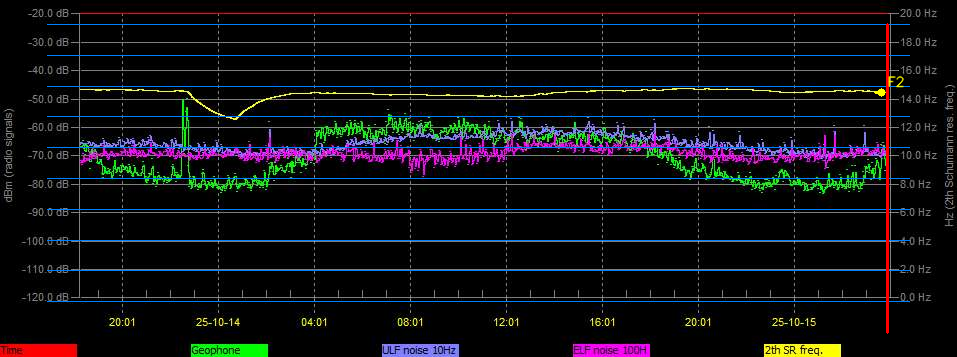 -20.0 dB 20.0 Hz
-30.0 dB 18.0 Hz
-40.0 dB 16.0 Hz
F2
-50.0 dB 14.0 Hz
-60.0 dB 12.0 Hz
-70.0 dB 10.0 Hz
-80.0 dB 8.0 Hz
-90.0 dB 6.0 Hz
-100.0 dB 4.0 Hz
-110.0 dB 2.0 Hz
-120.0 dB 0.0 Hz
dBm (radio signals)
Hz (2th Schumann res. freq.)
20:01 25-10-14 04:01 08:01 12:01 16:01 20:01 25-10-15
Time Geophone ULF noise 10Hz ELF noise 100H 2th SR freq.